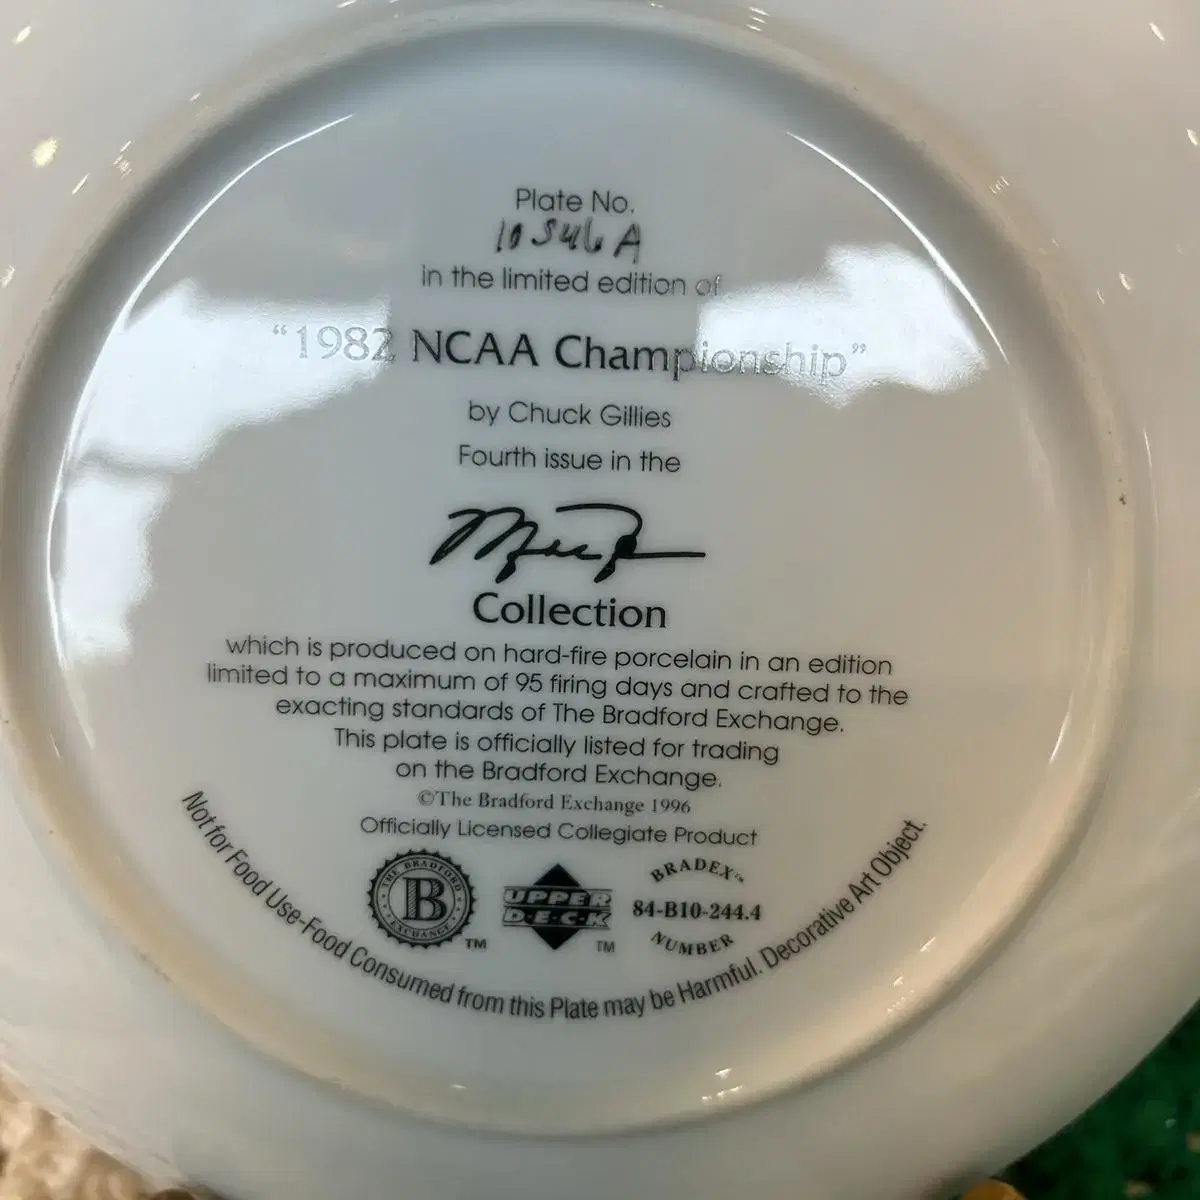 Plate No.
10546A
in the limited edition of
“1982 NCAA Championship”
by Chuck Gillies
Fourth issue in the
Collection
which is produced on hard-fire porcelain in an edition
limited to a maximum of 95 firing days and crafted to the
exacting standards of The Bradford Exchange.
This plate is officially listed for trading
on the Bradford Exchange.
©The Bradford Exchange 1996
Officially Licensed Collegiate Product
THE BRADFORD
B
EXCHANGE
TM
UPPER
D·E·C·K
TM
BRADEX™
84-B10-244.4
NUMBER
Not for Food Use-Food Consumed from this Plate may be Harmful. Decorative Art Object.